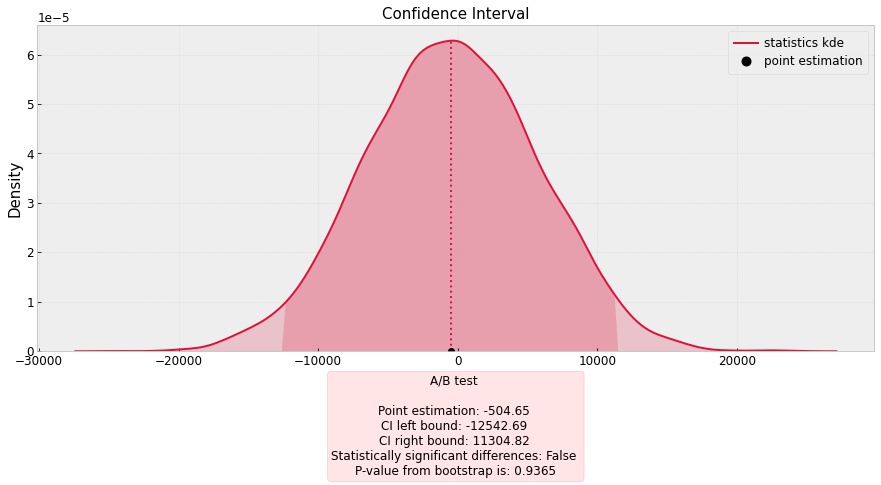 Confidence Interval
1e−5
statistics kde
point estimation
6
5
4
3
2
1
0
Density
−30000
−20000
−10000
0
10000
20000
A/B test
Point estimation: -504.65
CI left bound: -12542.69
CI right bound: 11304.82
Statistically significant differences: False
P-value from bootstrap is: 0.9365